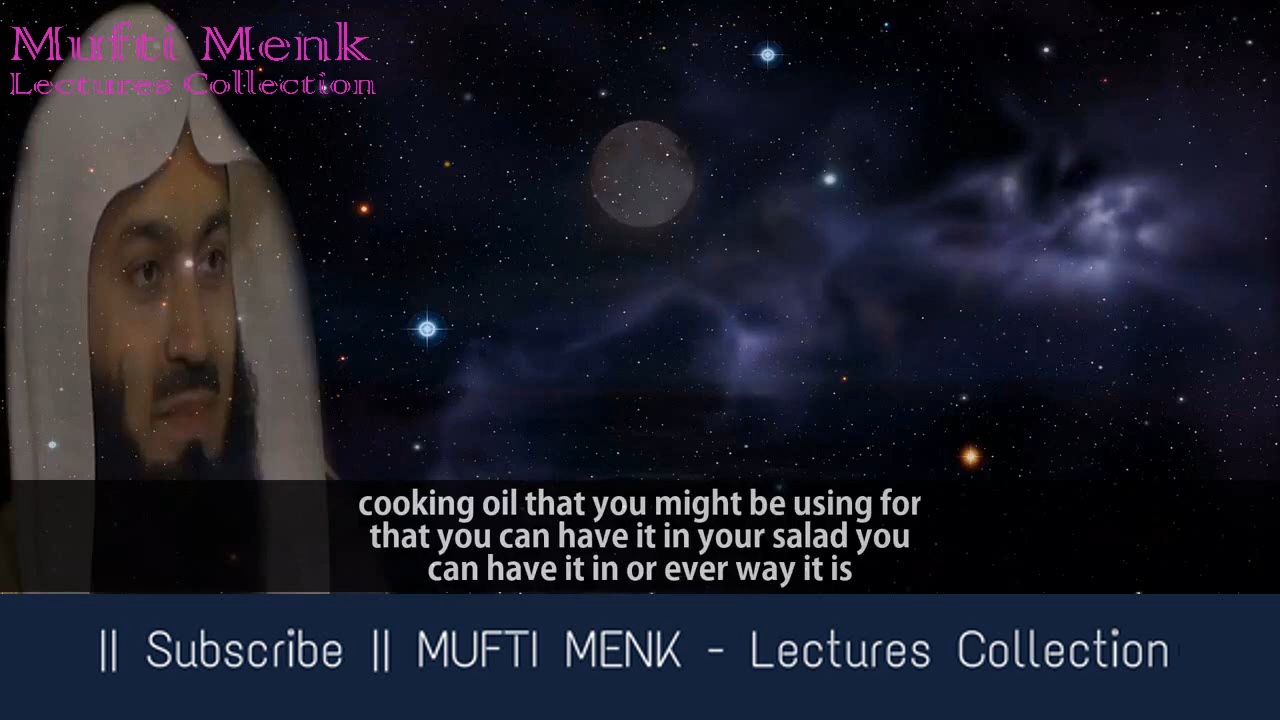 Mufti Menk
Lectures Collection
cooking oil that you might be using for
that you can have it in your salad you
can have it in or ever way it is
|| Subscribe || MUFTI MENK - Lectures Collection